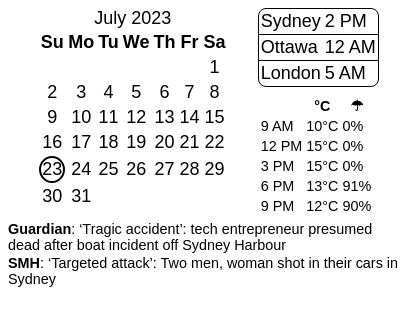 July 2023
Su Mo Tu We Th Fr Sa
1
2 3 4 5 6 7 8
9 10 11 12 13 14 15
16 17 18 19 20 21 22
23 24 25 26 27 28 29
30 31
Sydney 2 PM
Ottawa 12 AM
London 5 AM
°C ☂
9 AM 10°C 0%
12 PM 15°C 0%
3 PM 15°C 0%
6 PM 13°C 91%
9 PM 12°C 90%
Guardian: ‘Tragic accident’: tech entrepreneur presumed
dead after boat incident off Sydney Harbour
SMH: ‘Targeted attack’: Two men, woman shot in their cars in
Sydney